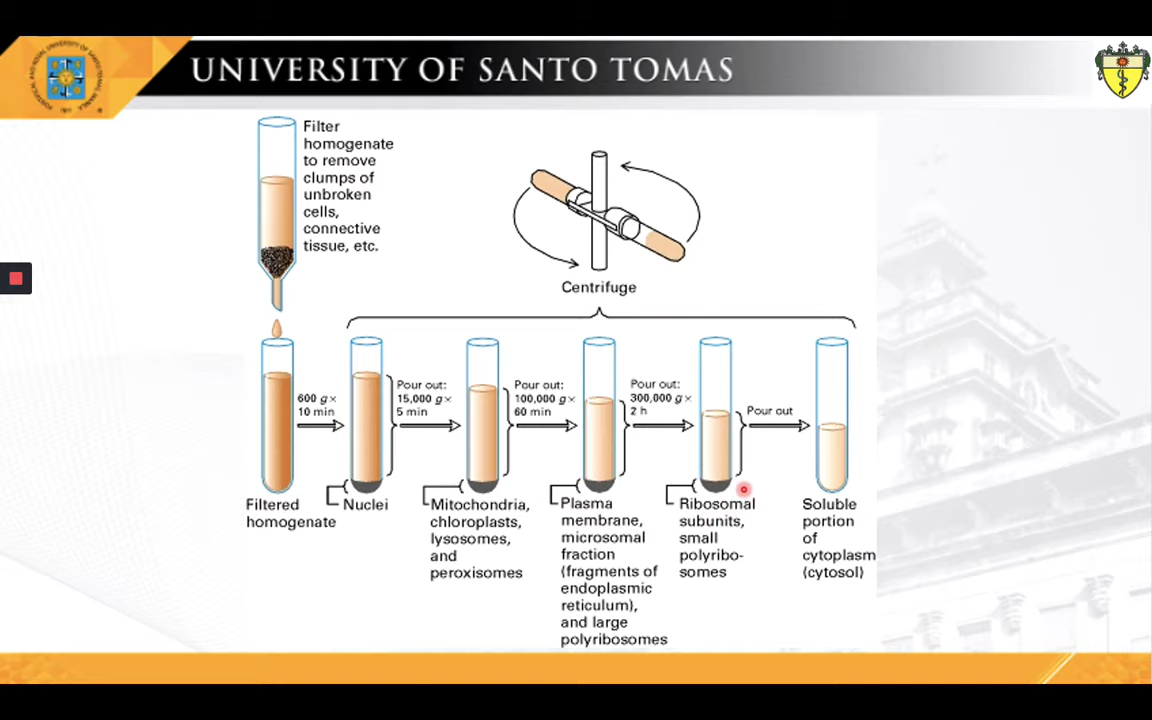 UNIVERSITY OF SANTO TOMAS
Filter
homogenate
to remove
clumps of
unbroken
cells,
connective
tissue, etc.
Centrifuge
600 g×
10 min
Pour out:
15,000 g×
5 min
Pour out:
100,000 g×
60 min
Pour out:
300,000 g×
2 h
Pour out
Filtered
homogenate
Nuclei
Mitochondria,
chloroplasts,
lysosomes,
and
peroxisomes
Plasma
membrane,
microsomal
fraction
(fragments of
endoplasmic
reticulum),
and large
polyribosomes
Ribosomal
subunits,
small
polyribo-
somes
Soluble
portion
of
cytoplasm
(cytosol)